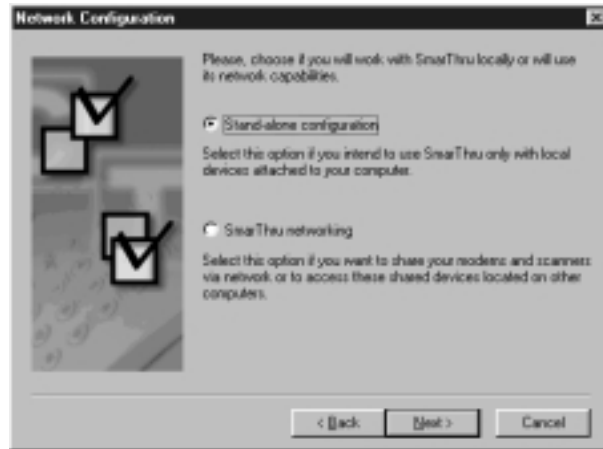 Network Configuration
Please, choose if you will work with SmarThru locally or will use
its network capabilities.
Stand-alone configuration
Select this option if you intend to use SmarThru only with local
devices attached to your computer.
SmarThru networking
Select this option if you want to share your modems and scanners
via network or to access these shared devices located on other
computers.
< Back
Next >
Cancel